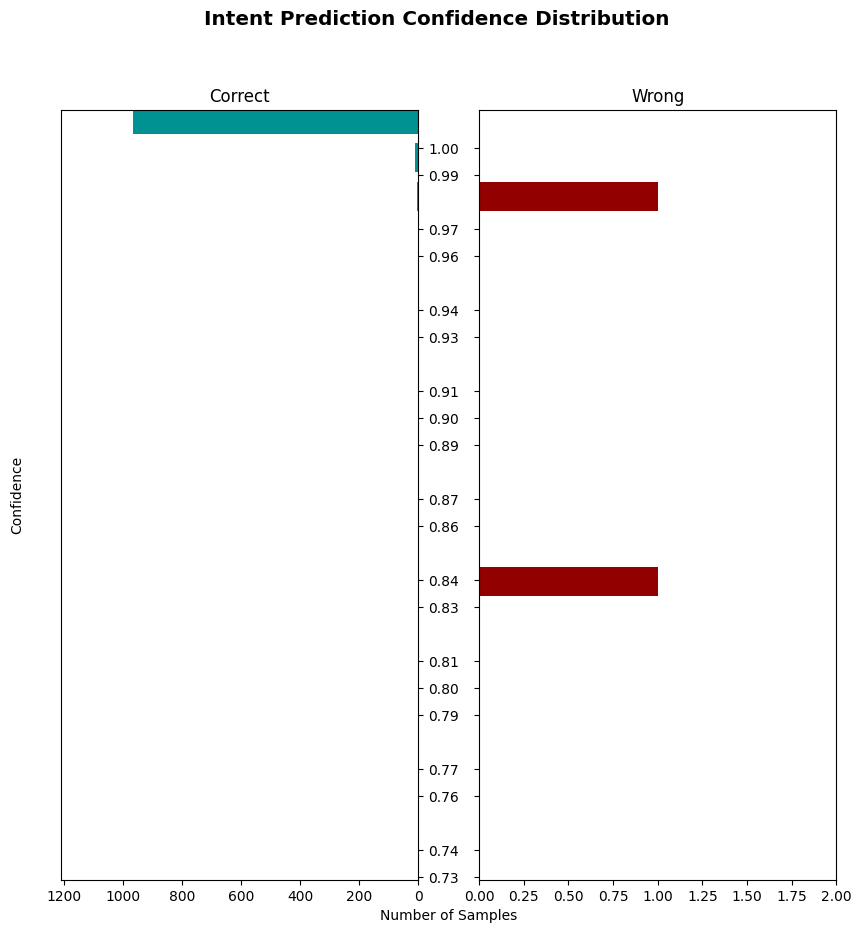 Intent Prediction Confidence Distribution
Correct
Wrong
1.00
0.99
0.97
0.96
0.94
0.93
0.91
0.90
0.89
0.87
0.86
0.84
0.83
0.81
0.80
0.79
0.77
0.76
0.74
0.73
Confidence
1200 1000 800 600 400 200 0
0.00 0.25 0.50 0.75 1.00 1.25 1.50 1.75 2.00
Number of Samples